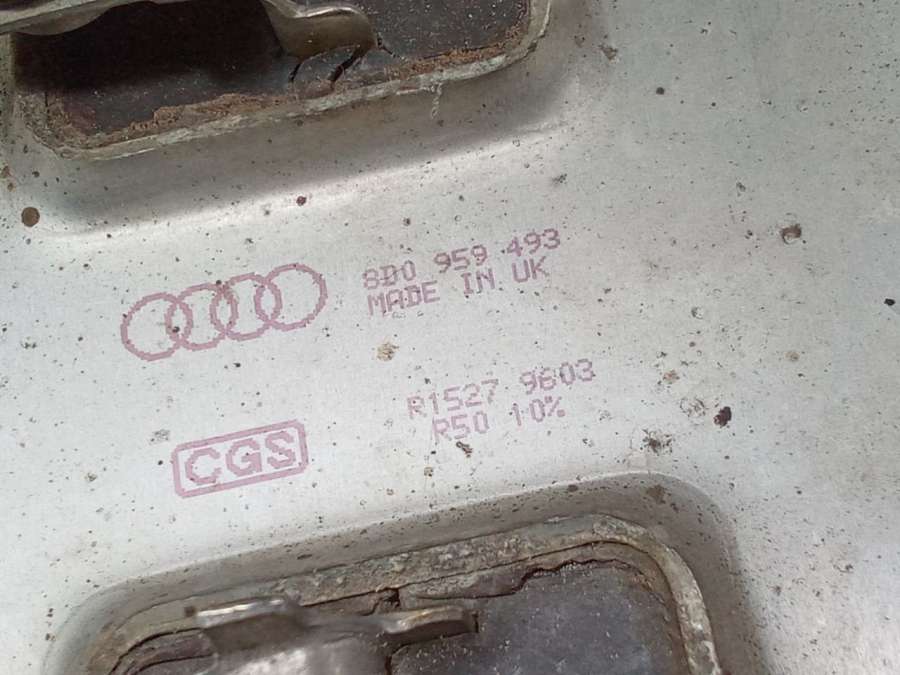 8D0 959 493
MADE IN UK
R1527 9603
R50 10%
CGS